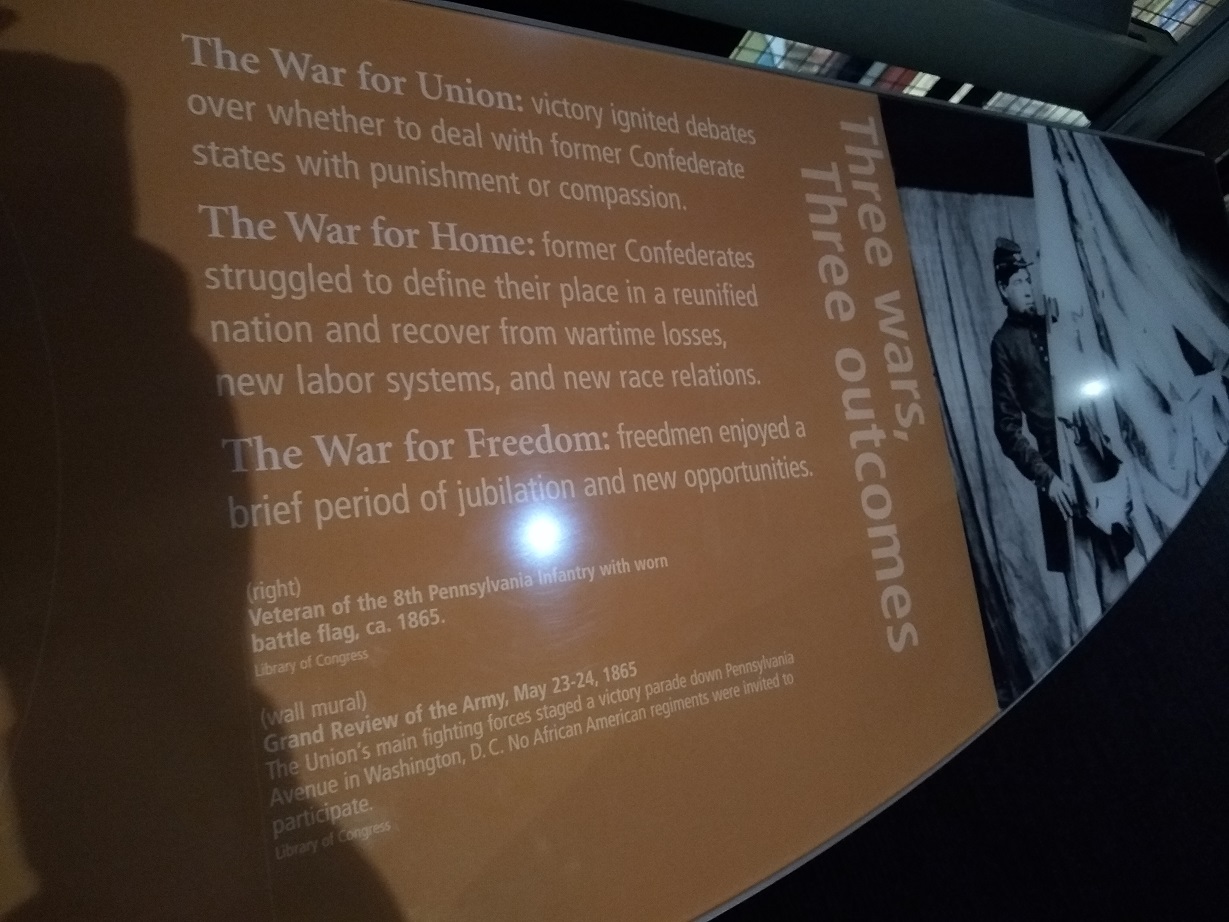 Three wars,
Three outcomes
The War for Union: victory ignited debates
over whether to deal with former Confederate
states with punishment or compassion.
The War for Home: former Confederates
struggled to define their place in a reunified
nation and recover from wartime losses,
new labor systems, and new race relations.
The War for Freedom: freedmen enjoyed a
brief period of jubilation and new opportunities.
(right)
Veteran of the 8th Pennsylvania Infantry with worn
battle flag, ca. 1865.
Library of Congress
(wall mural)
Grand Review of the Army, May 23-24, 1865
The Union's main fighting forces staged a victory parade down Pennsylvania
Avenue in Washington, D.C. No African American regiments were invited to
participate.
Library of Congress